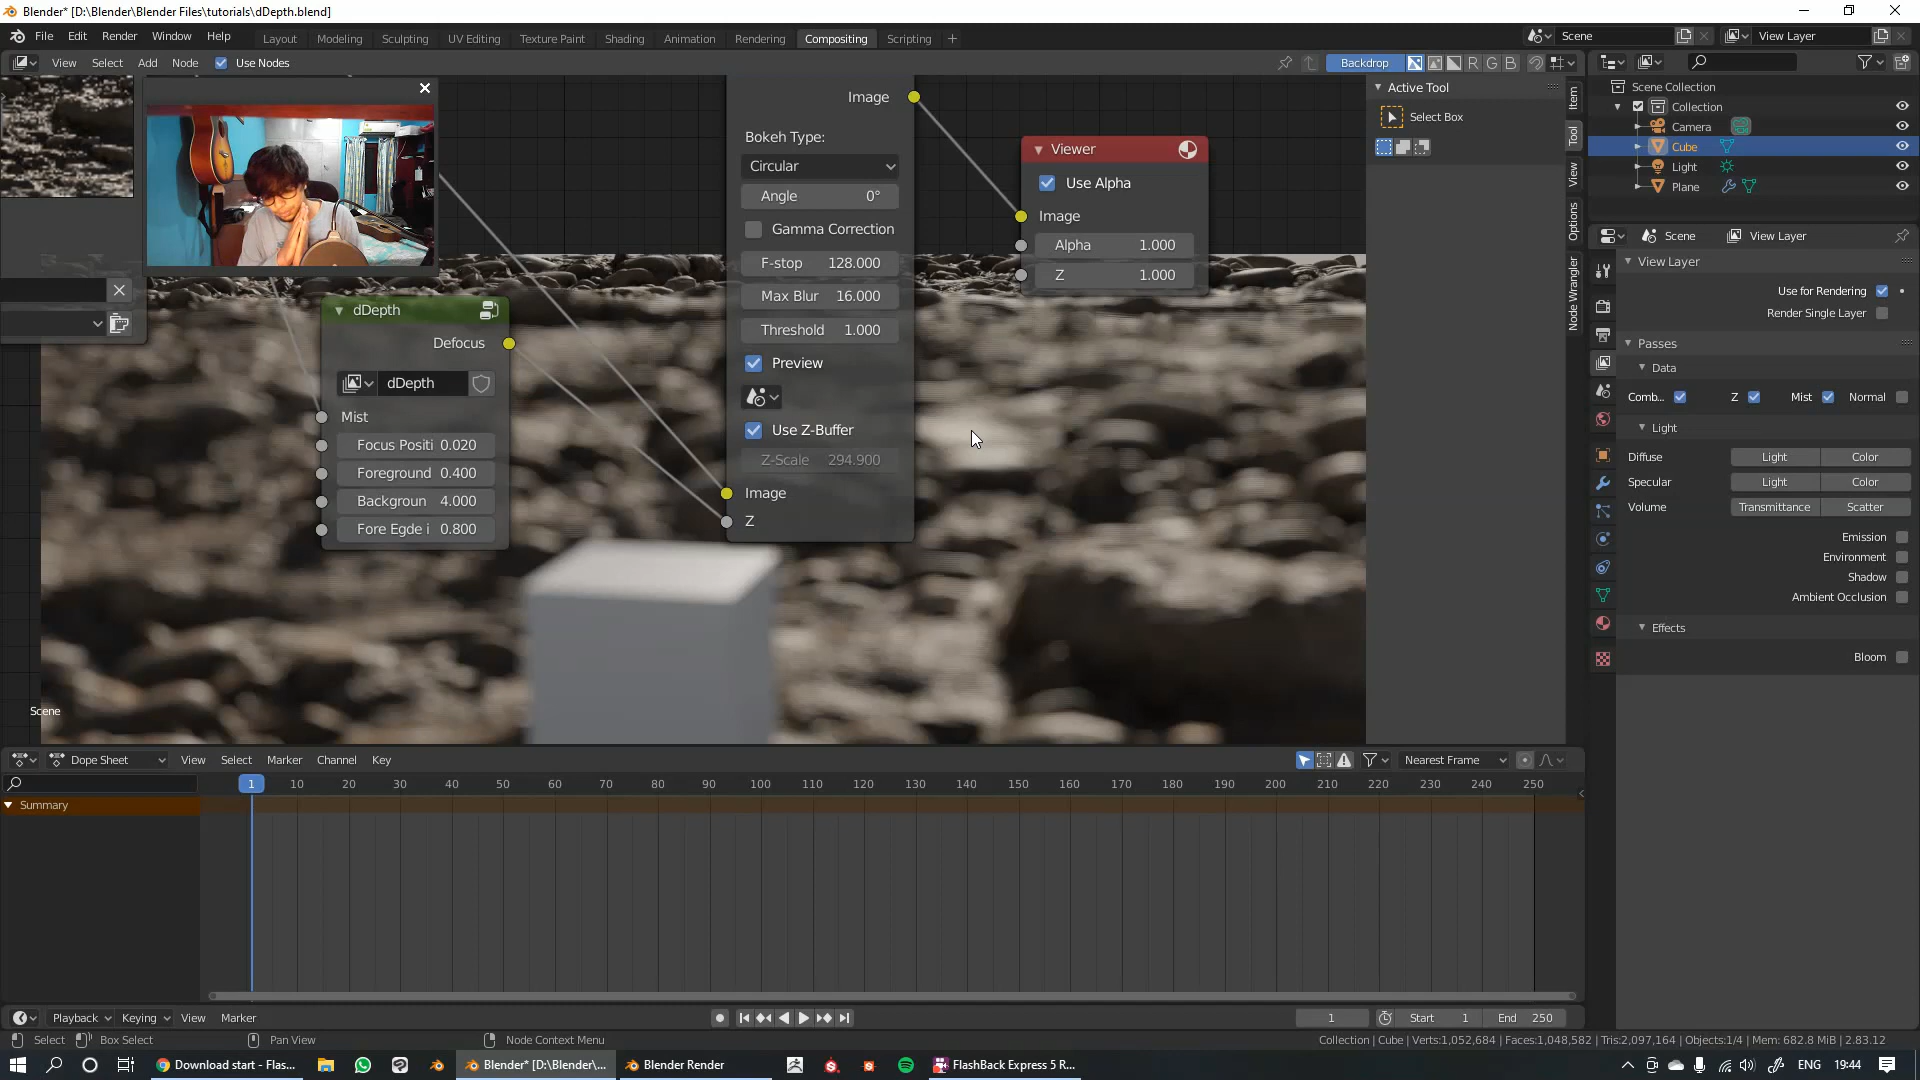 Blender* [D:\Blender\Blender Files\tutorials\dDepth.blend]
File Edit Render Window Help
Layout Modeling Sculpting UV Editing Texture Paint Shading Animation Rendering Compositing Scripting +
Scene
View Layer
View Select Add Node Use Nodes
Backdrop R G B
Image
Bokeh Type:
Circular
Angle 0°
Gamma Correction
F-stop 128.000
Max Blur 16.000
Threshold 1.000
Preview
Use Z-Buffer
Z-Scale 294.900
Image
Z
Viewer
Use Alpha
Image
Alpha 1.000
Z 1.000
dDepth
Defocus
dDepth
Mist
Focus Positi 0.020
Foreground 0.400
Backgroun 4.000
Fore Egde i 0.800
Scene
Active Tool
Select Box
Item
Tool
View
Options
Node Wrangler
Scene Collection
Collection
Camera
Cube
Light
Plane
Scene View Layer
View Layer
Use for Rendering
Render Single Layer
Passes
Data
Comb... Z Mist Normal
Light
Diffuse Light Color
Specular Light Color
Volume Transmittance Scatter
Emission
Environment
Shadow
Ambient Occlusion
Effects
Bloom
Dope Sheet View Select Marker Channel Key
Nearest Frame
1 10 20 30 40 50 60 70 80 90 100 110 120 130 140 150 160 170 180 190 200 210 220 230 240 250
Summary
Playback Keying View Marker
1 Start 1 End 250
Select Box Select Pan View Node Context Menu
Collection | Cube | Verts:1,052,684 | Faces:1,048,582 | Tris:2,097,164 | Objects:1/4 | Mem: 682.8 MiB | 2.83.12
Download start - Flas...
Blender* [D:\Blender\...
Blender Render
FlashBack Express 5 R...
ENG 19:44